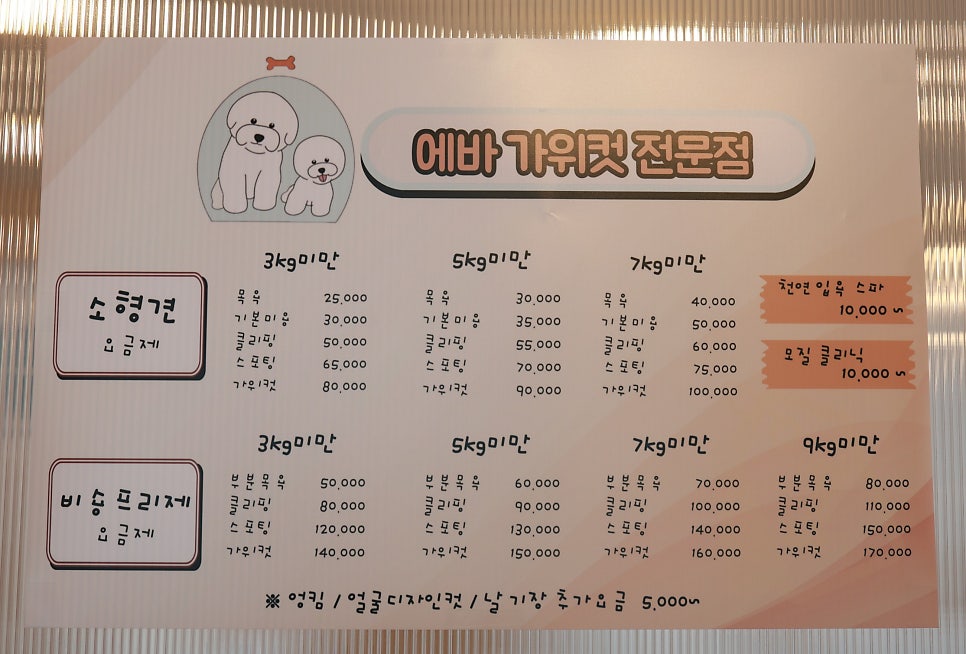 에바 가위컷 전문점
소형견
요금제
3kg미만
목욕 25,000
기본미용 30,000
클리핑 50,000
스포팅 65,000
가위컷 80,000
5kg미만
목욕 30,000
기본미용 35,000
클리핑 55,000
스포팅 70,000
가위컷 90,000
7kg미만
목욕 40,000
기본미용 50,000
클리핑 60,000
스포팅 75,000
가위컷 100,000
천연입욕 스파
10,000 ~
모질 클리닉
10,000 ~
비숑프리제
요금제
3kg미만
부분목욕 50,000
클리핑 80,000
스포팅 120,000
가위컷 140,000
5kg미만
부분목욕 60,000
클리핑 90,000
스포팅 130,000
가위컷 150,000
7kg미만
부분목욕 70,000
클리핑 100,000
스포팅 140,000
가위컷 160,000
9kg미만
부분목욕 80,000
클리핑 110,000
스포팅 150,000
가위컷 170,000
※ 엉킴 / 얼굴디자인컷 / 날 기장 추가요금 5,000~